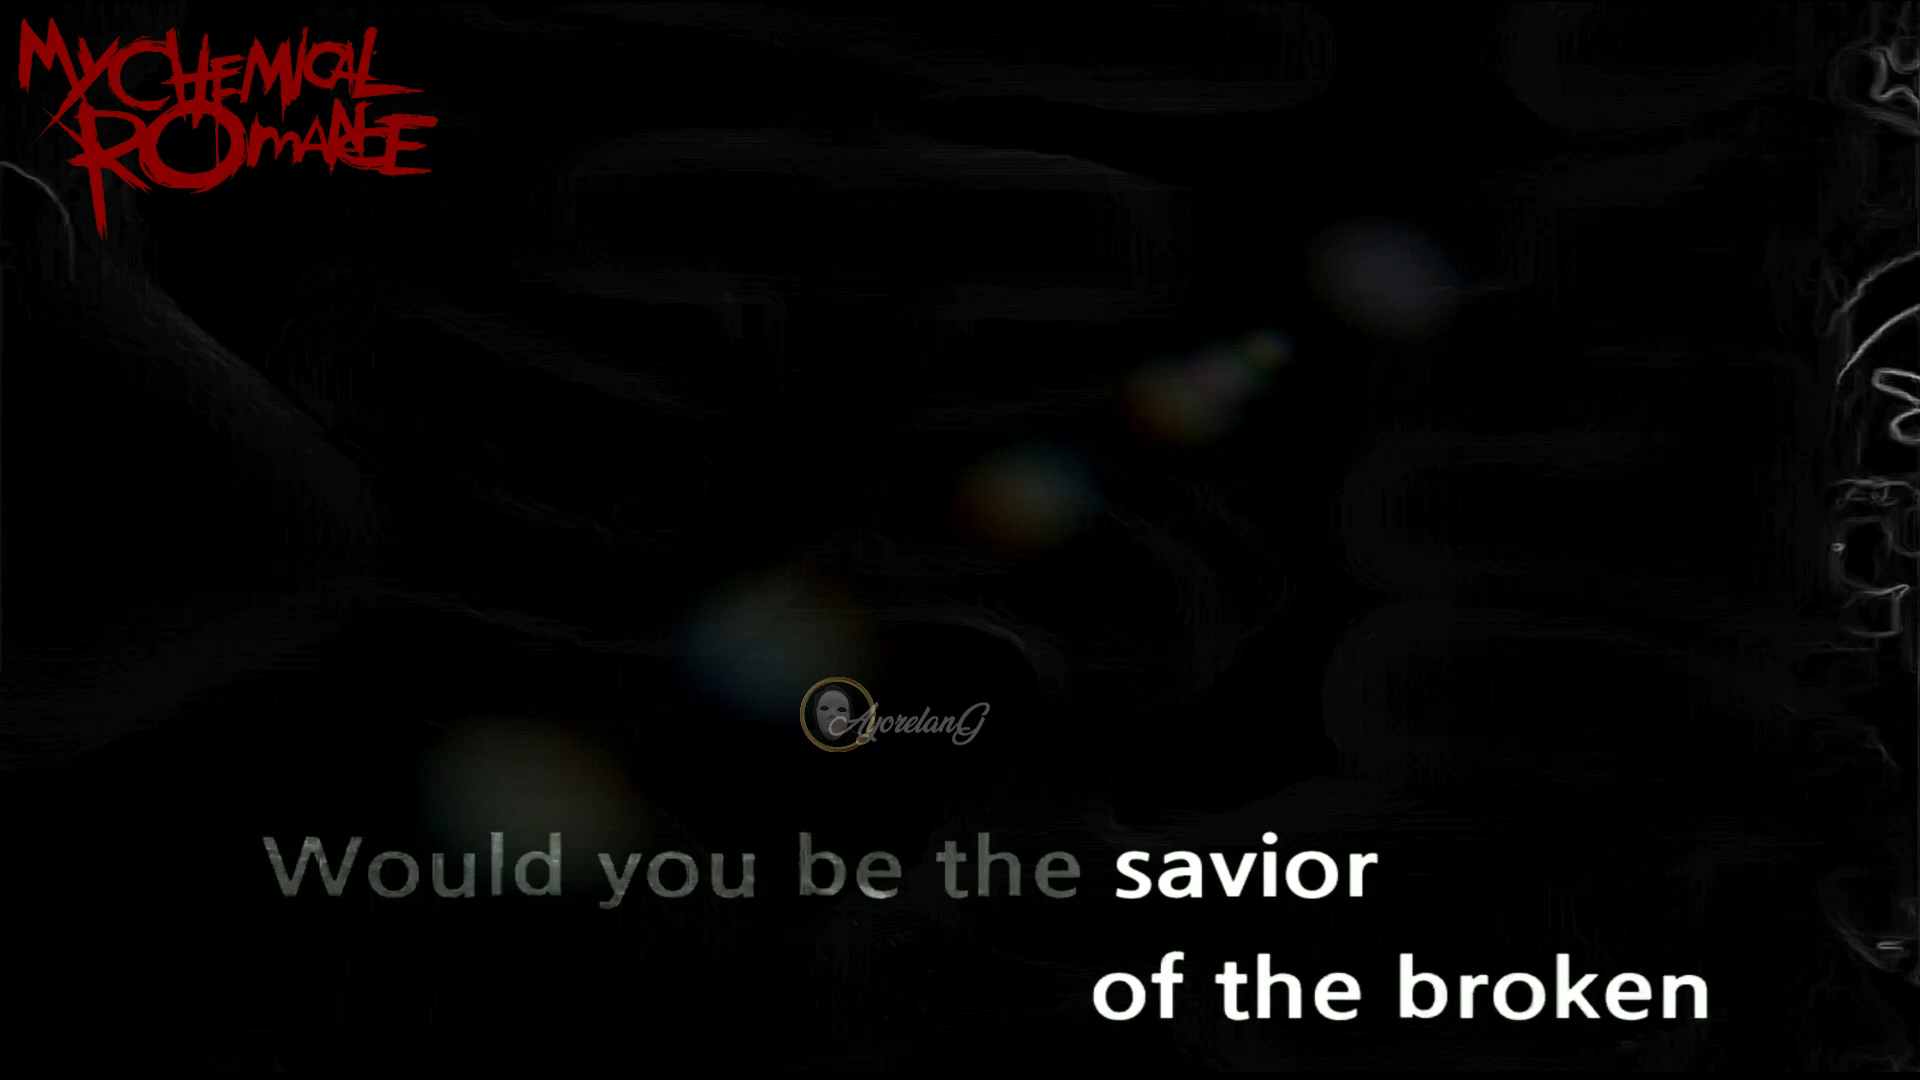 MY CHEMICAL
ROMANCE
AyorelanG
Would you be the savior
of the broken